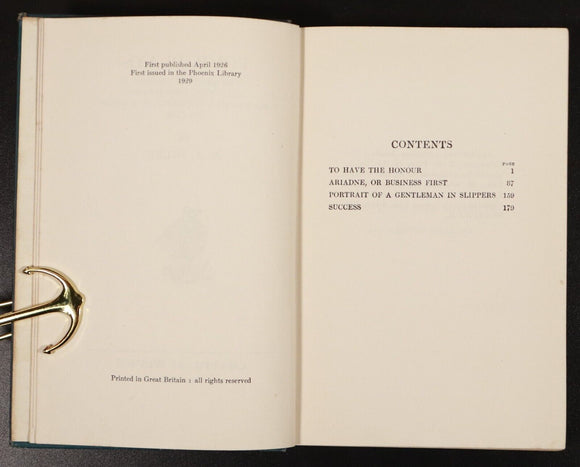 First published April 1926
First issued in the Phoenix Library
1929
Printed in Great Britain : all rights reserved
CONTENTS
PAGE
TO HAVE THE HONOUR 1
ARIADNE, OR BUSINESS FIRST 87
PORTRAIT OF A GENTLEMAN IN SLIPPERS 159
SUCCESS 179